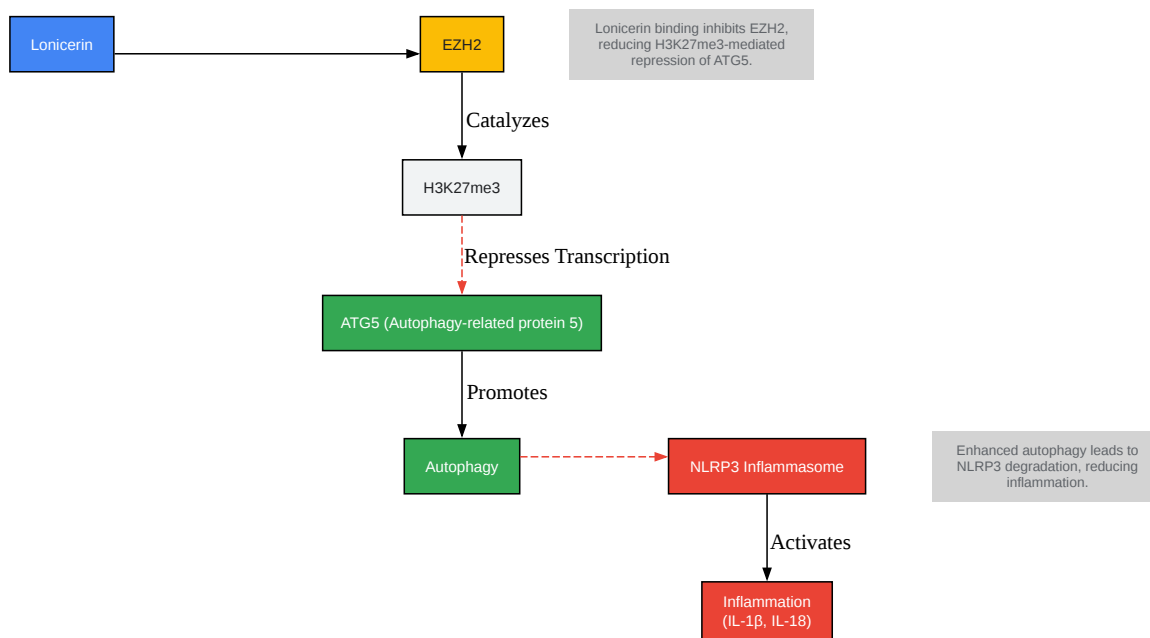 Lonicerin
EZH2
Lonicerin binding inhibits EZH2,
reducing H3K27me3-mediated
repression of ATG5.
Catalyzes
H3K27me3
Represses Transcription
ATG5 (Autophagy-related protein 5)
Promotes
Autophagy
NLRP3 Inflammasome
Enhanced autophagy leads to
NLRP3 degradation, reducing
inflammation.
Activates
Inflammation
(IL-1β, IL-18)